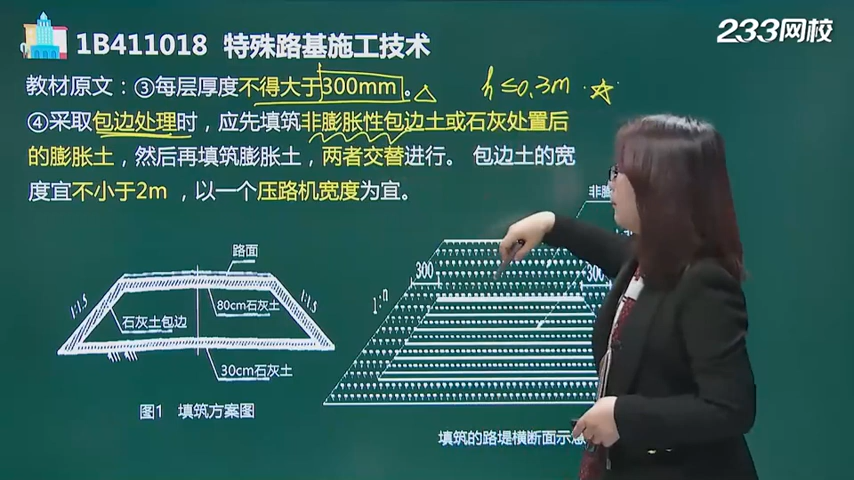 1B411018 特殊路基施工技术
233网校
教材原文：③每层厚度不得大于300mm。
h≤0.3m
④采取包边处理时，应先填筑非膨胀性包边土或石灰处置后
的膨胀土，然后再填筑膨胀土，两者交替进行。 包边土的宽
度宜不小于2m ，以一个压路机宽度为宜。
非膨
路面
1:1.5
1:1.5
80cm石灰土
石灰土包边
30cm石灰土
图1 填筑方案图
300
300
1:n
填筑的路堤横断面示意